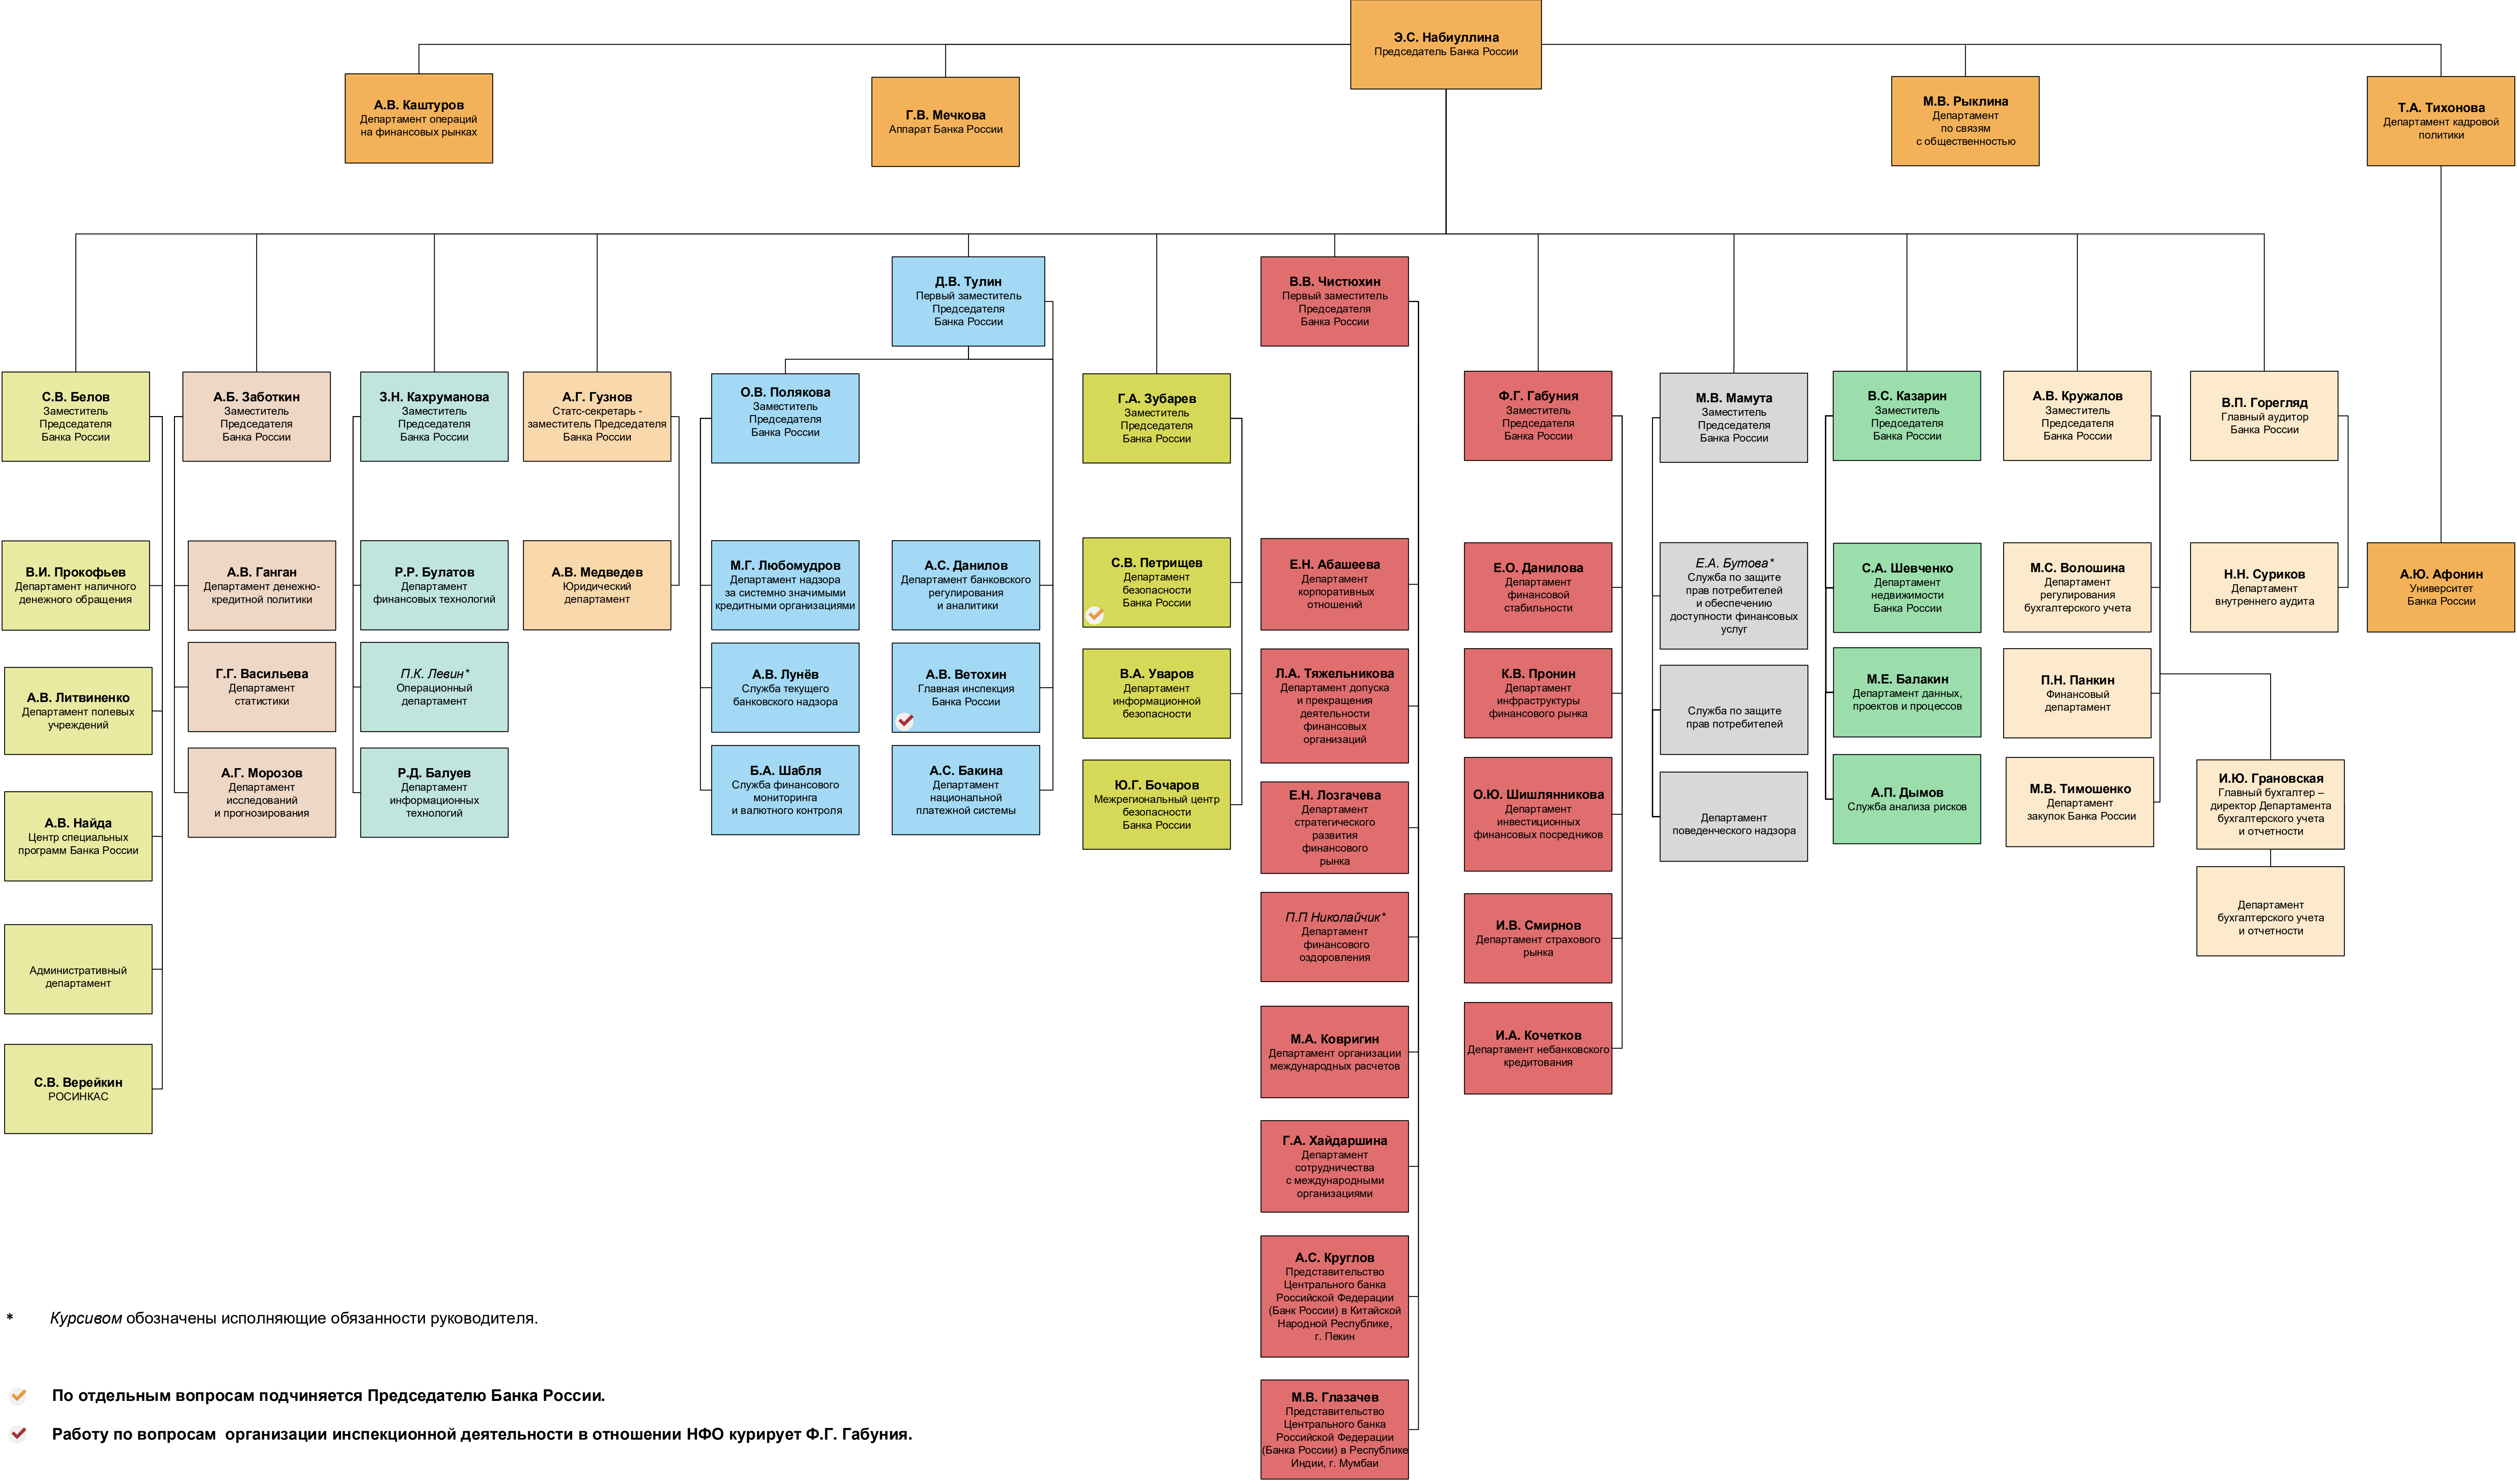 Э.С. Набиуллина
Председатель Банка России
А.В. Каштуров
Департамент операций
на финансовых рынках
Г.В. Мечкова
Аппарат Банка России
М.В. Рыклина
Департамент
по связям
с общественностью
Т.А. Тихонова
Департамент кадровой
политики
Д.В. Тулин
Первый заместитель
Председателя
Банка России
В.В. Чистюхин
Первый заместитель
Председателя
Банка России
С.В. Белов
Заместитель
Председателя
Банка России
А.Б. Заботкин
Заместитель
Председателя
Банка России
З.Н. Кахруманова
Заместитель
Председателя
Банка России
А.Г. Гузнов
Статс-секретарь -
заместитель Председателя
Банка России
О.В. Полякова
Заместитель
Председателя
Банка России
Г.А. Зубарев
Заместитель
Председателя
Банка России
Ф.Г. Габуния
Заместитель
Председателя
Банка России
М.В. Мамута
Заместитель
Председателя
Банка России
В.С. Казарин
Заместитель
Председателя
Банка России
А.В. Кружалов
Заместитель
Председателя
Банка России
В.П. Горегляд
Главный аудитор
Банка России
В.И. Прокофьев
Департамент наличного
денежного обращения
А.В. Литвиненко
Департамент полевых
учреждений
А.В. Найда
Центр специальных
программ Банка России
Административный
департамент
С.В. Верейкин
РОСИНКАС
А.В. Ганган
Департамент денежно-
кредитной политики
Г.Г. Васильева
Департамент
статистики
А.Г. Морозов
Департамент
исследований
и прогнозирования
Р.Р. Булатов
Департамент
финансовых технологий
П.К. Левин*
Операционный
департамент
Р.Д. Балуев
Департамент
информационных
технологий
А.В. Медведев
Юридический
департамент
М.Г. Любомудров
Департамент надзора
за системно значимыми
кредитными организациями
А.В. Лунёв
Служба текущего
банковского надзора
Б.А. Шабля
Служба финансового
мониторинга
и валютного контроля
А.С. Данилов
Департамент банковского
регулирования
и аналитики
А.В. Ветохин
Главная инспекция
Банка России
А.С. Бакина
Департамент
национальной
платежной системы
С.В. Петрищев
Департамент
безопасности
Банка России
В.А. Уваров
Департамент
информационной
безопасности
Ю.Г. Бочаров
Межрегиональный центр
безопасности
Банка России
Е.Н. Абашеева
Департамент
корпоративных
отношений
Л.А. Тяжельникова
Департамент допуска
и прекращения
деятельности
финансовых
организаций
Е.Н. Лозгачева
Департамент
стратегического
развития
финансового
рынка
П.П Николайчик*
Департамент
финансового
оздоровления
М.А. Ковригин
Департамент организации
международных расчетов
Г.А. Хайдаршина
Департамент
сотрудничества
с международными
организациями
А.С. Круглов
Представительство
Центрального банка
Российской Федерации
(Банк России) в Китайской
Народной Республике,
г. Пекин
М.В. Глазачев
Представительство
Центрального банка
Российской Федерации
(Банка России) в Республике
Индии, г. Мумбаи
Е.О. Данилова
Департамент
финансовой
стабильности
К.В. Пронин
Департамент
инфраструктуры
финансового рынка
О.Ю. Шишлянникова
Департамент
инвестиционных
финансовых посредников
И.В. Смирнов
Департамент страхового
рынка
И.А. Кочетков
Департамент небанковского
кредитования
Е.А. Бутова*
Служба по защите
прав потребителей
и обеспечению
доступности финансовых
услуг
Служба по защите
прав потребителей
Департамент
поведенческого надзора
С.А. Шевченко
Департамент
недвижимости
Банка России
М.Е. Балакин
Департамент данных,
проектов и процессов
А.П. Дымов
Служба анализа рисков
М.С. Волошина
Департамент
регулирования
бухгалтерского учета
П.Н. Панкин
Финансовый
департамент
М.В. Тимошенко
Департамент
закупок Банка России
Н.Н. Суриков
Департамент
внутреннего аудита
И.Ю. Грановская
Главный бухгалтер –
директор Департамента
бухгалтерского учета
и отчетности
Департамент
бухгалтерского учета
и отчетности
А.Ю. Афонин
Университет
Банка России
* Курсивом обозначены исполняющие обязанности руководителя.
По отдельным вопросам подчиняется Председателю Банка России.
Работу по вопросам организации инспекционной деятельности в отношении НФО курирует Ф.Г. Габуния.